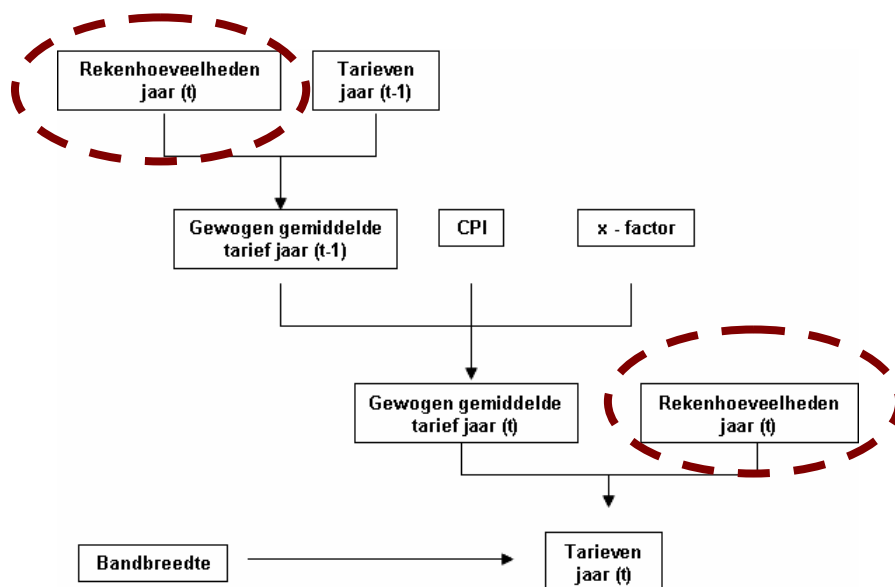 Rekenhoeveelheden
jaar (t)
Tarieven
jaar (t-1)
Gewogen gemiddelde
tarief jaar (t-1)
CPI
x - factor
Gewogen gemiddelde
tarief jaar (t)
Rekenhoeveelheden
jaar (t)
Bandbreedte
Tarieven
jaar (t)